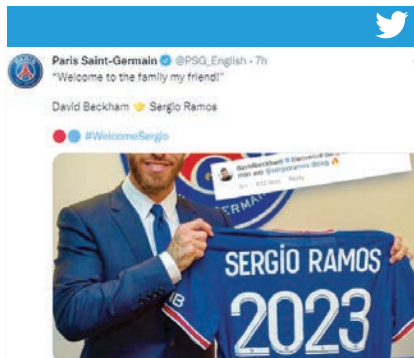 Paris Saint-Germain @PSG_English · 7h
"Welcome to the family my friend!"
David Beckham 🤝 Sergio Ramos
🔴🔵 #WelcomeSergio
GERMAIN
SERGIO RAMOS
2023